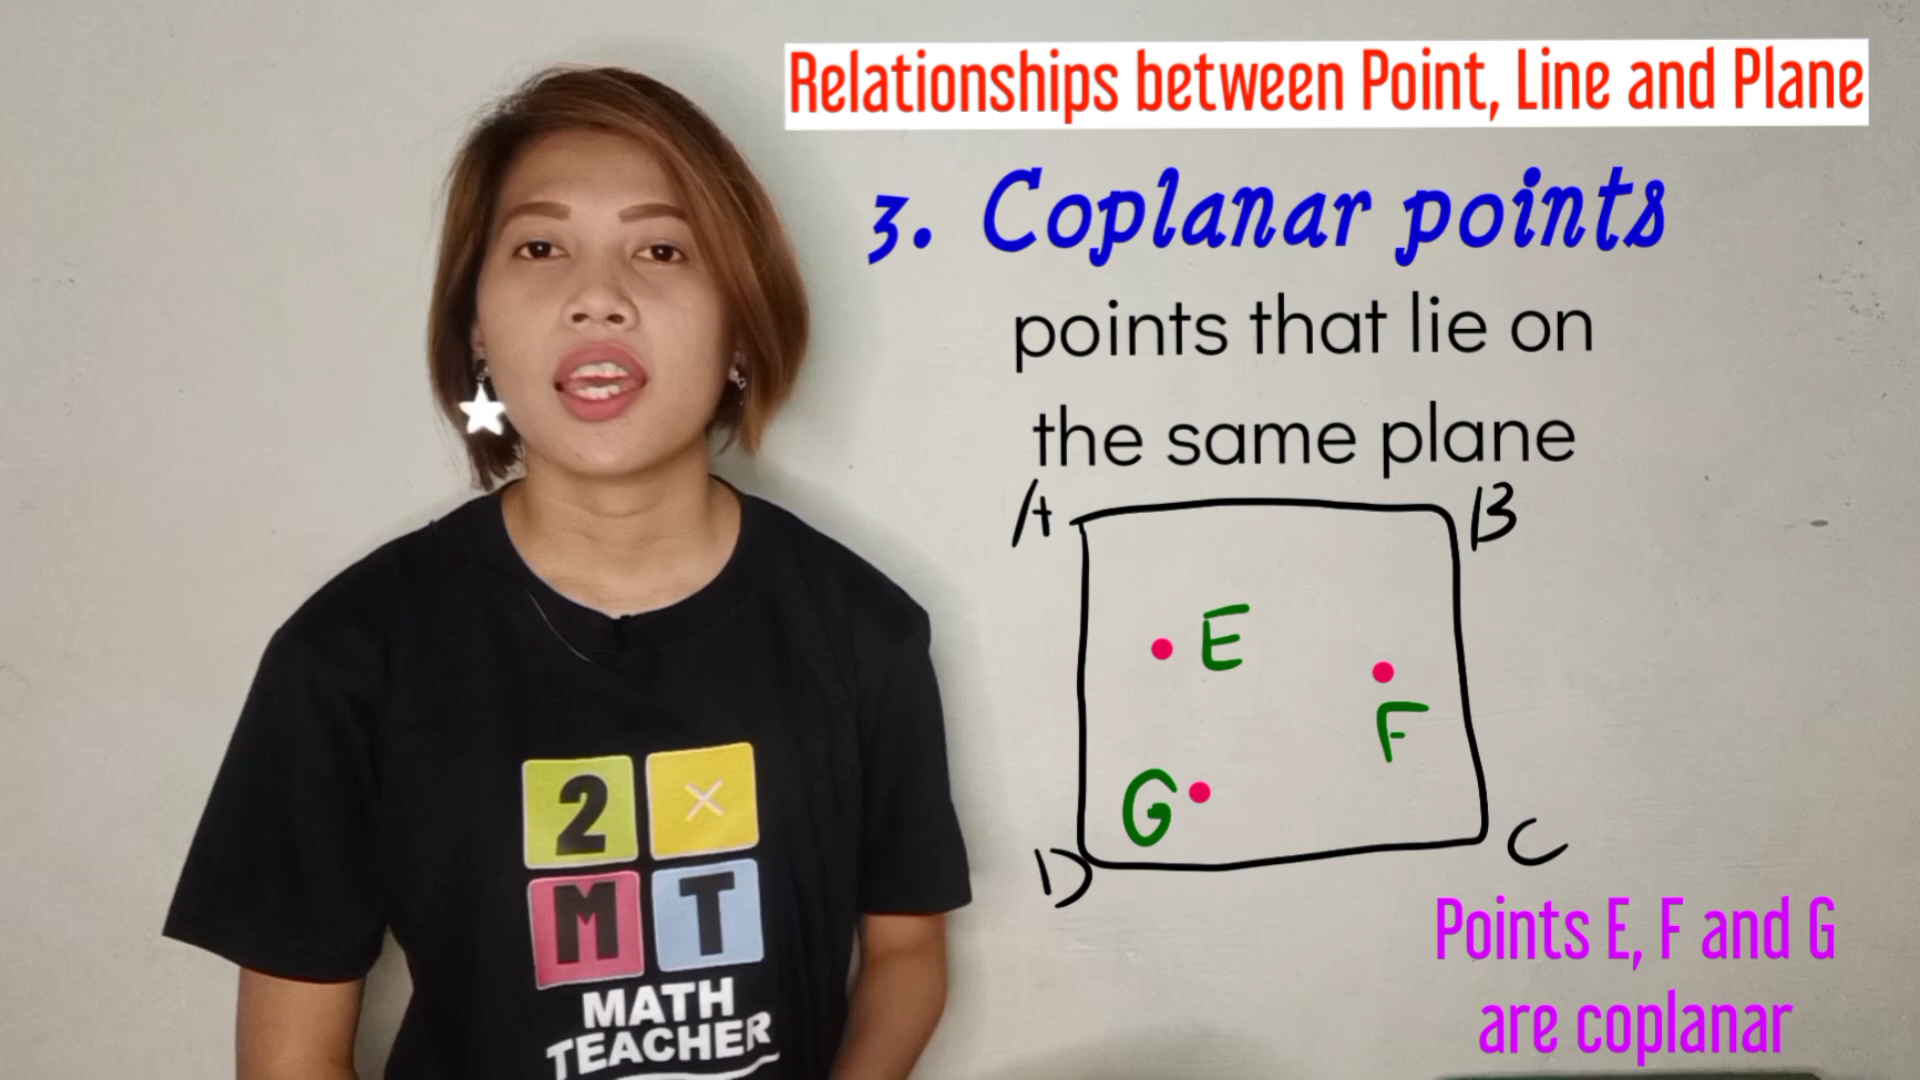 Relationships between Point, Line and Plane
3. Coplanar points
points that lie on
the same plane
A
B
E
F
G
D
C
Points E, F and G
are coplanar
2 ×
M T
MATH
TEACHER